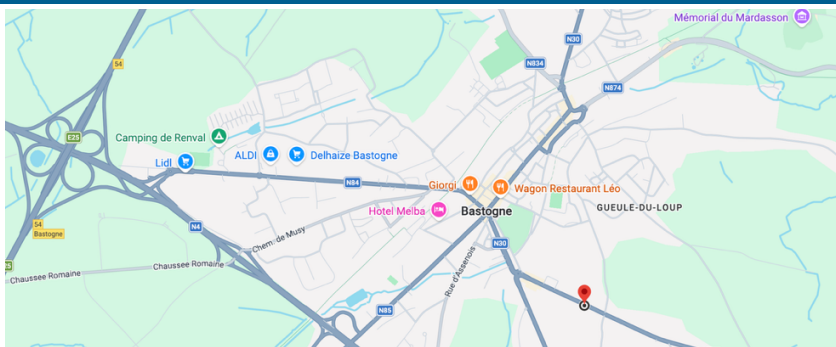 Mémorial du Mardasson
N30
54
N834
N874
E25
Camping de Renval
ALDI
Delhaize Bastogne
Lidl
N84
Giorgi
Wagon Restaurant Léo
Hotel Melba
Bastogne
GUEULE-DU-LOUP
N4
54
Bastogne
Chem. de Musy
N30
Chaussée Romaine
Chaussée Romaine
Rue d'Assenois
N85